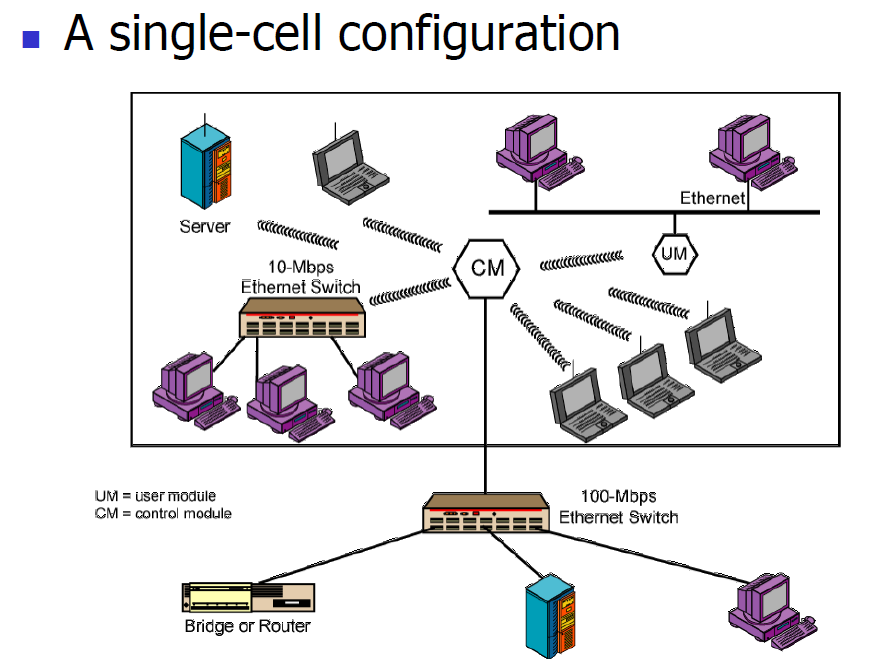 A single-cell configuration
Ethernet
Server
UM
10-Mbps
Ethernet Switch
CM
UM = user module
CM = control module
100-Mbps
Ethernet Switch
Bridge or Router